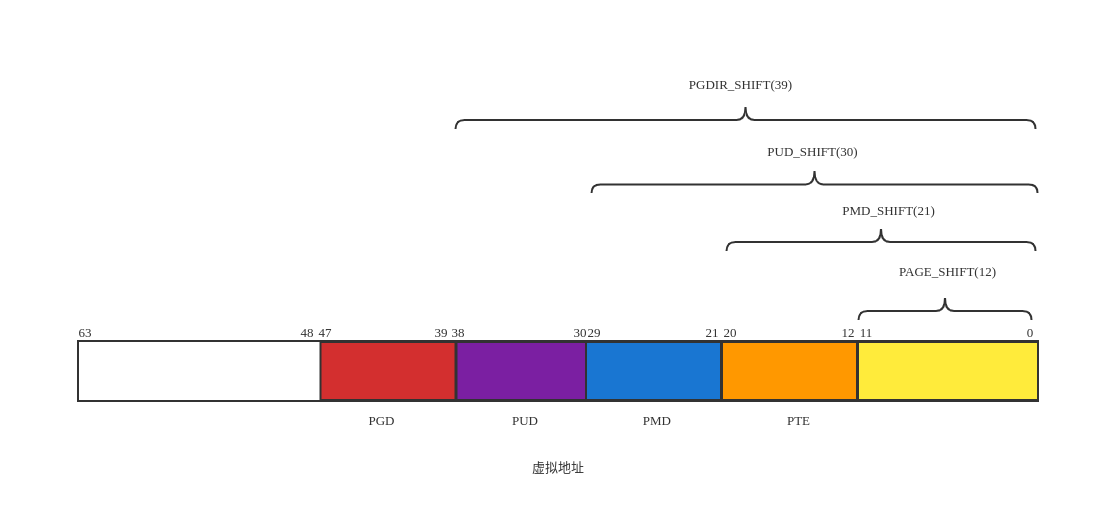 PGDIR_SHIFT(39)
PUD_SHIFT(30)
PMD_SHIFT(21)
PAGE_SHIFT(12)
63 48 47 39 38 30 29 21 20 12 11 0
PGD PUD PMD PTE
虚拟地址